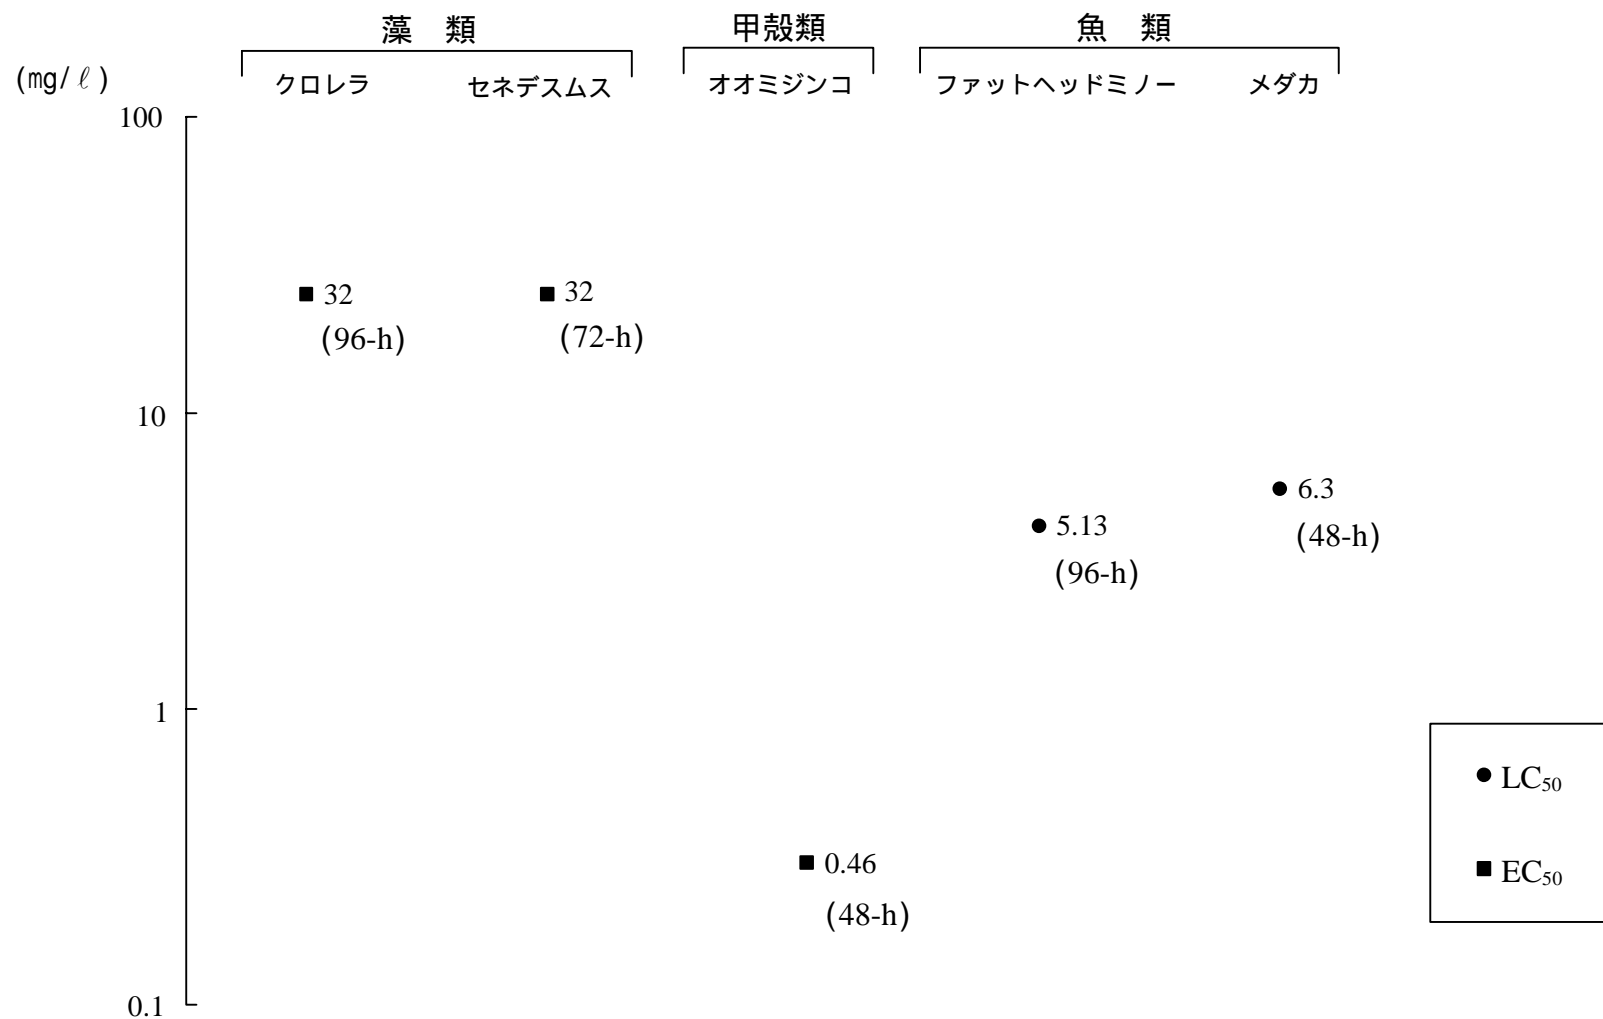 藻 類 甲殻類 魚 類
(mg/ℓ) クロレラ セネデスムス オオミジンコ ファットヘッドミノー メダカ
100
32 32
(96-h) (72-h)
10
6.3
5.13 (48-h)
(96-h)
1
● LC₅₀
0.46 ■ EC₅₀
(48-h)
0.1